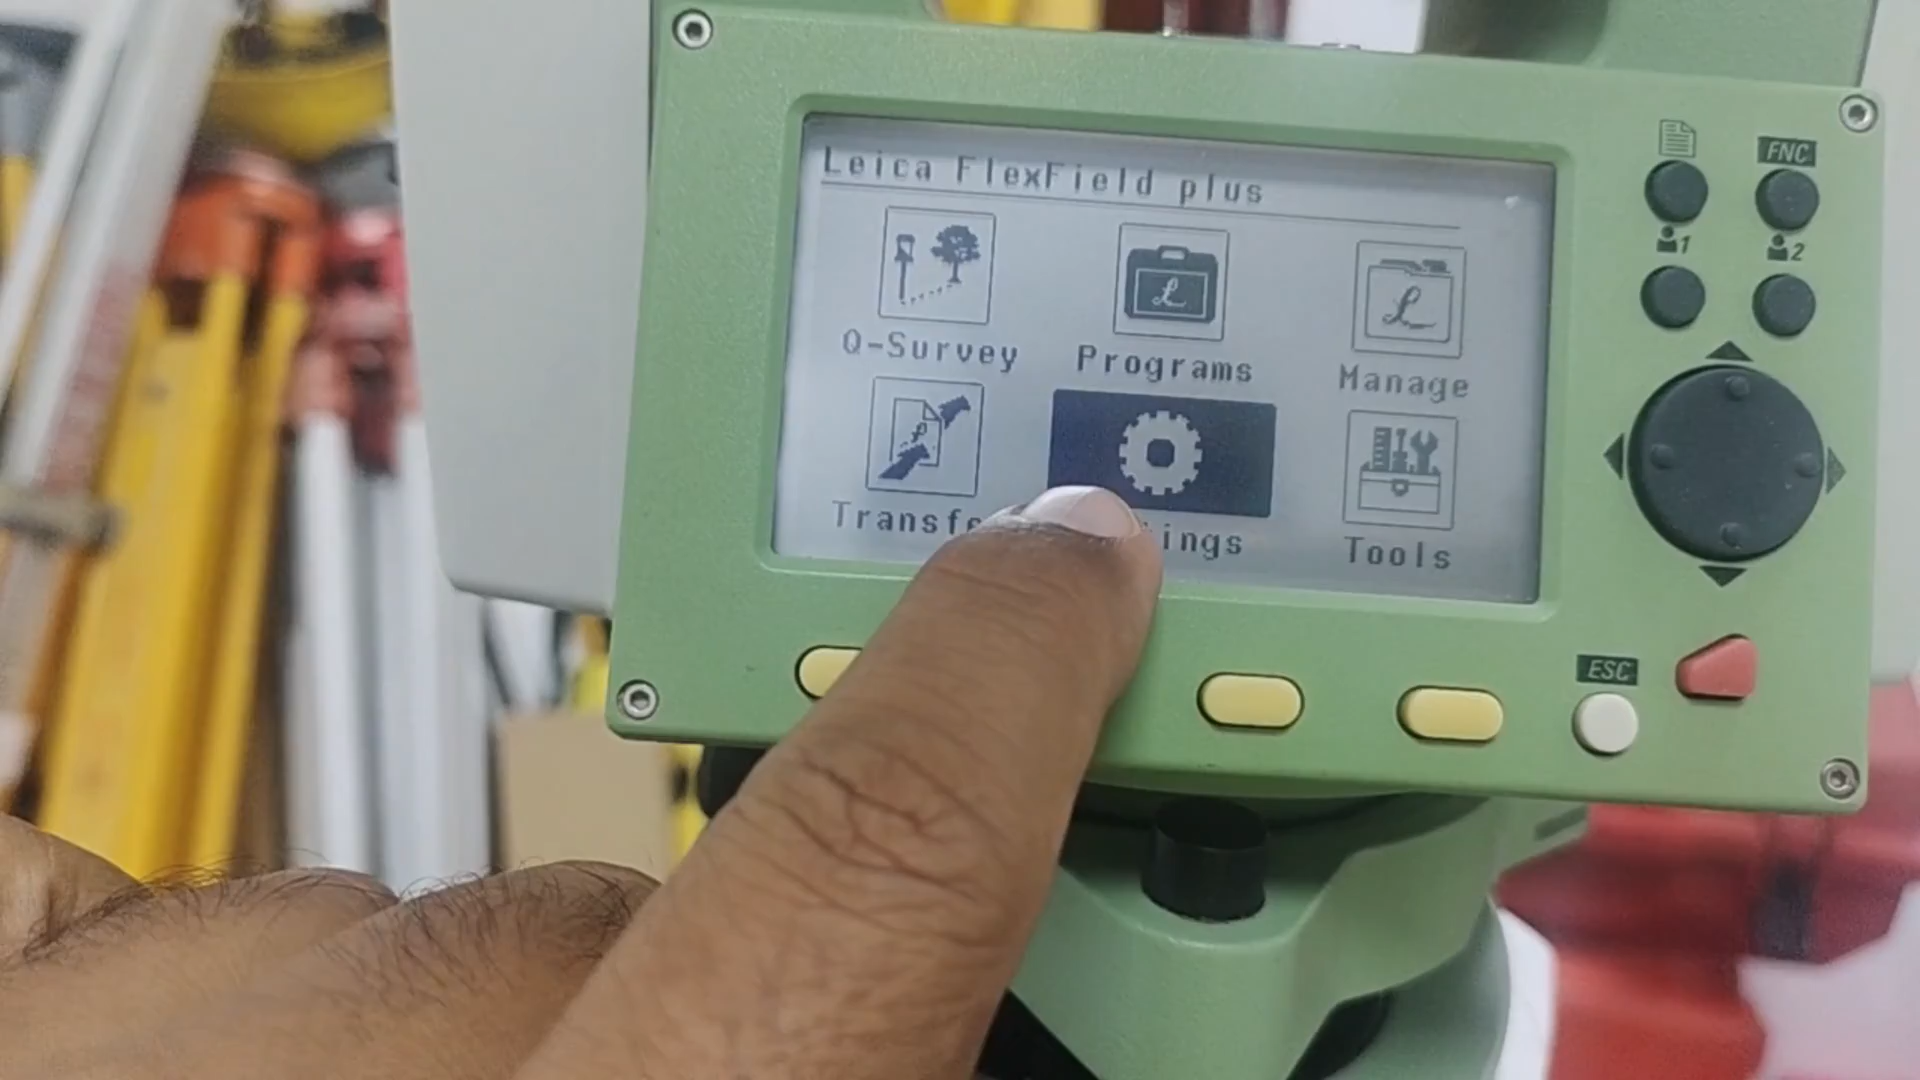 Leica FlexField plus
Q-Survey Programs Manage
Transfe ings Tools
FNC
1 2
ESC